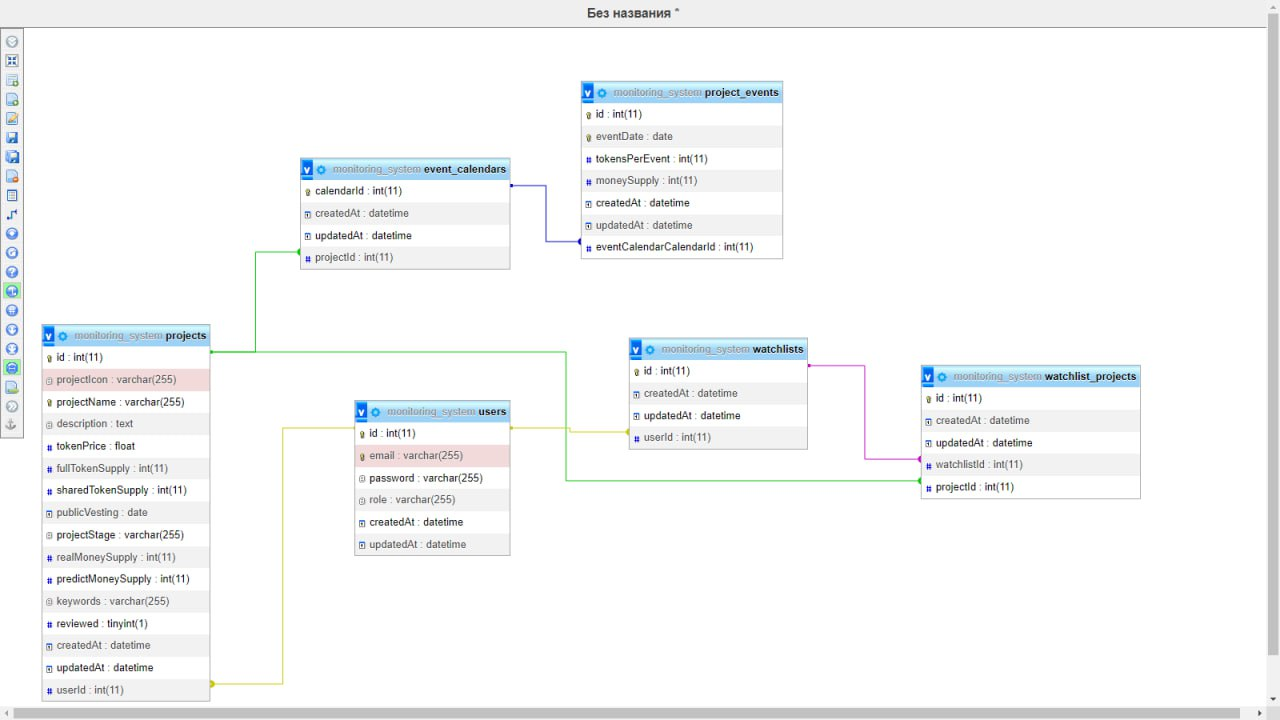 Без названия *
v monitoring_system project_events
id : int(11)
eventDate : date
# tokensPerEvent : int(11)
# moneySupply : int(11)
createdAt : datetime
updatedAt : datetime
# eventCalendarCalendarId : int(11)
v monitoring_system event_calendars
calendarId : int(11)
createdAt : datetime
updatedAt : datetime
# projectId : int(11)
v monitoring_system projects
id : int(11)
projectIcon : varchar(255)
projectName : varchar(255)
description : text
# tokenPrice : float
# fullTokenSupply : int(11)
# sharedTokenSupply : int(11)
publicVesting : date
projectStage : varchar(255)
# realMoneySupply : int(11)
# predictMoneySupply : int(11)
keywords : varchar(255)
# reviewed : tinyint(1)
createdAt : datetime
updatedAt : datetime
# userId : int(11)
v monitoring_system users
id : int(11)
email : varchar(255)
password : varchar(255)
role : varchar(255)
createdAt : datetime
updatedAt : datetime
v monitoring_system watchlists
id : int(11)
createdAt : datetime
updatedAt : datetime
# userId : int(11)
v monitoring_system watchlist_projects
id : int(11)
createdAt : datetime
updatedAt : datetime
# watchlistId : int(11)
# projectId : int(11)